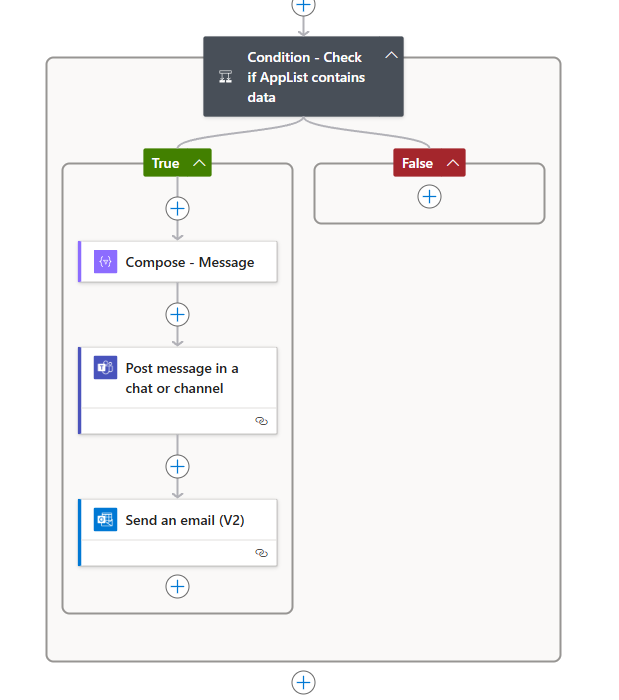 Condition - Check
if AppList contains
data
True
False
Compose - Message
Post message in a
chat or channel
Send an email (V2)